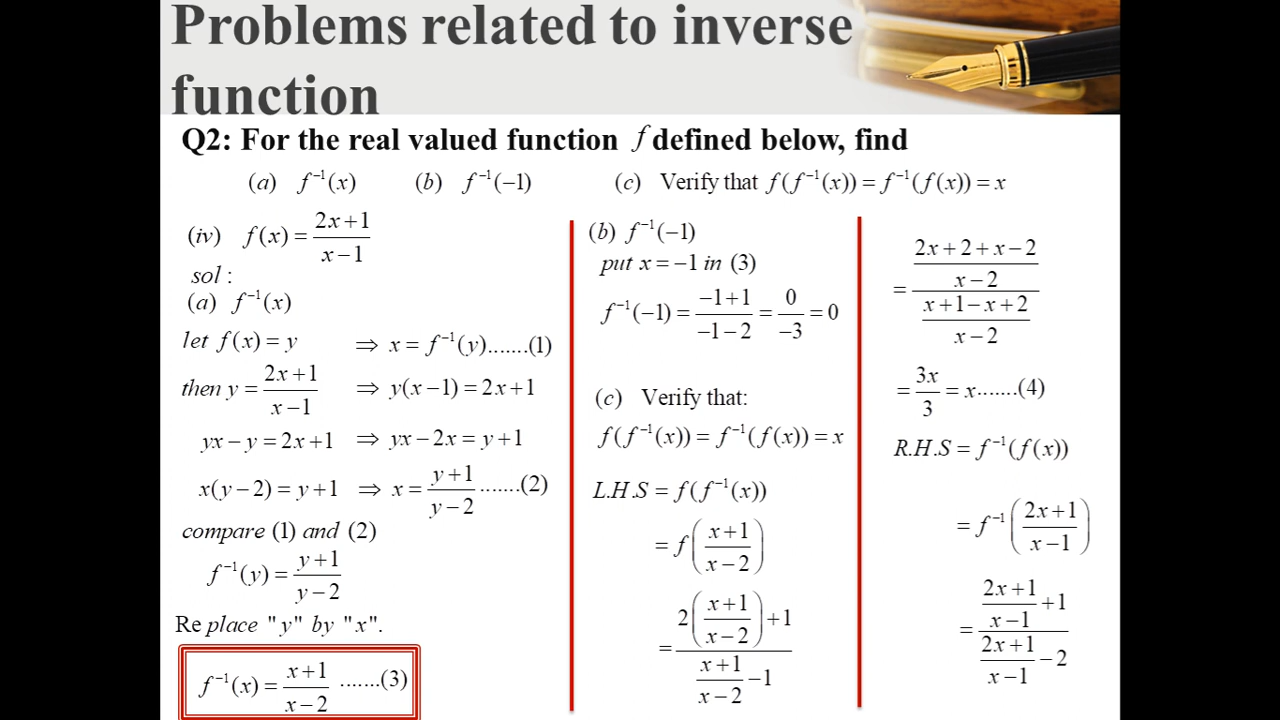 Problems related to inverse
function
Q2: For the real valued function f defined below, find
(a) f⁻¹(x) (b) f⁻¹(−1) (c) Verify that f(f⁻¹(x)) = f⁻¹(f(x)) = x
(iv) f(x) = (2x+1)/(x−1)
sol :
(a) f⁻¹(x)
let f(x) = y ⇒ x = f⁻¹(y).......(1)
then y = (2x+1)/(x−1) ⇒ y(x−1) = 2x+1
yx − y = 2x+1 ⇒ yx − 2x = y+1
x(y−2) = y+1 ⇒ x = (y+1)/(y−2) .......(2)
compare (1) and (2)
f⁻¹(y) = (y+1)/(y−2)
Re place "y" by "x".
f⁻¹(x) = (x+1)/(x−2) .......(3)
(b) f⁻¹(−1)
put x = −1 in (3)
f⁻¹(−1) = (−1+1)/(−1−2) = 0/(−3) = 0
(c) Verify that:
f(f⁻¹(x)) = f⁻¹(f(x)) = x
L.H.S = f(f⁻¹(x))
= f((x+1)/(x−2))
= (2((x+1)/(x−2))+1)/((x+1)/(x−2)−1)
= ((2x+2+x−2)/(x−2))/((x+1−x+2)/(x−2))
= 3x/3 = x.......(4)
R.H.S = f⁻¹(f(x))
= f⁻¹((2x+1)/(x−1))
= ((2x+1)/(x−1)+1)/((2x+1)/(x−1)−2)